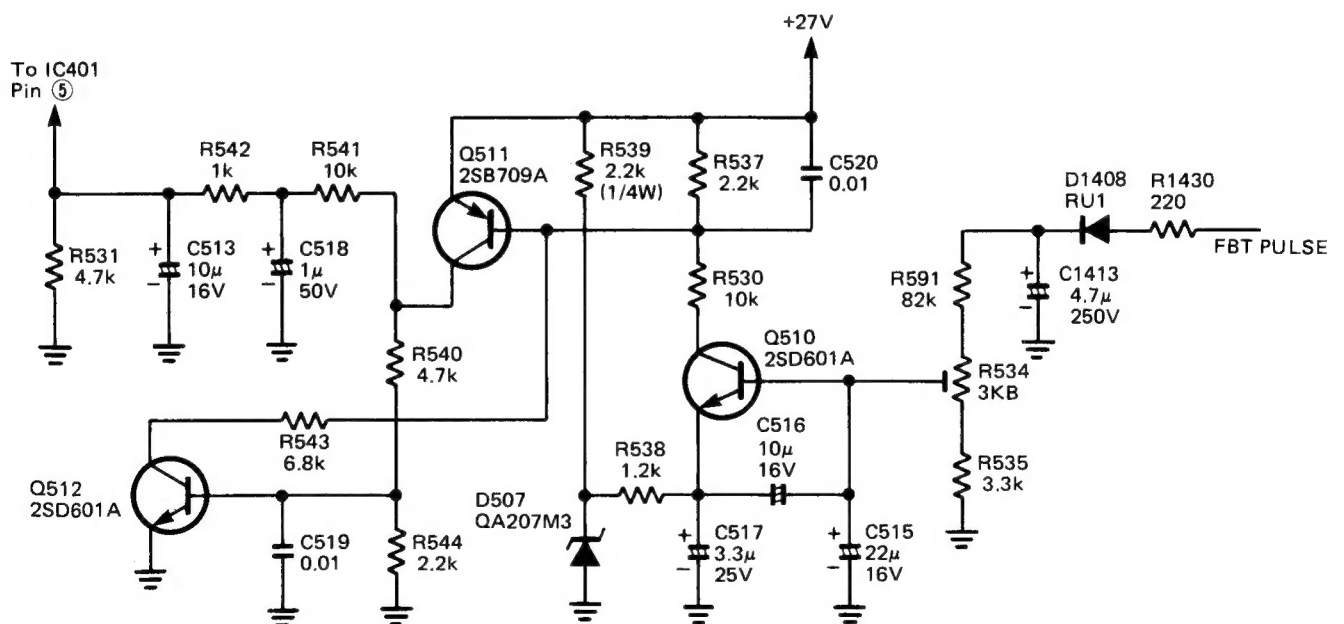 +27V
To IC401
Pin ⑤
R542
1k
R541
10k
Q511
2SB709A
R539
2.2k
(1/4W)
R537
2.2k
C520
0.01
D1408
RU1
R1430
220
FBT PULSE
R531
4.7k
+
C513
10μ
16V
−
+
C518
1μ
50V
−
R530
10k
R591
82k
+
C1413
4.7μ
250V
−
Q510
2SD601A
R540
4.7k
R534
3KB
R543
6.8k
C516
10μ
16V
R538
1.2k
R535
3.3k
Q512
2SD601A
D507
QA207M3
C519
0.01
R544
2.2k
+
C517
3.3μ
25V
−
+
C515
22μ
16V
−